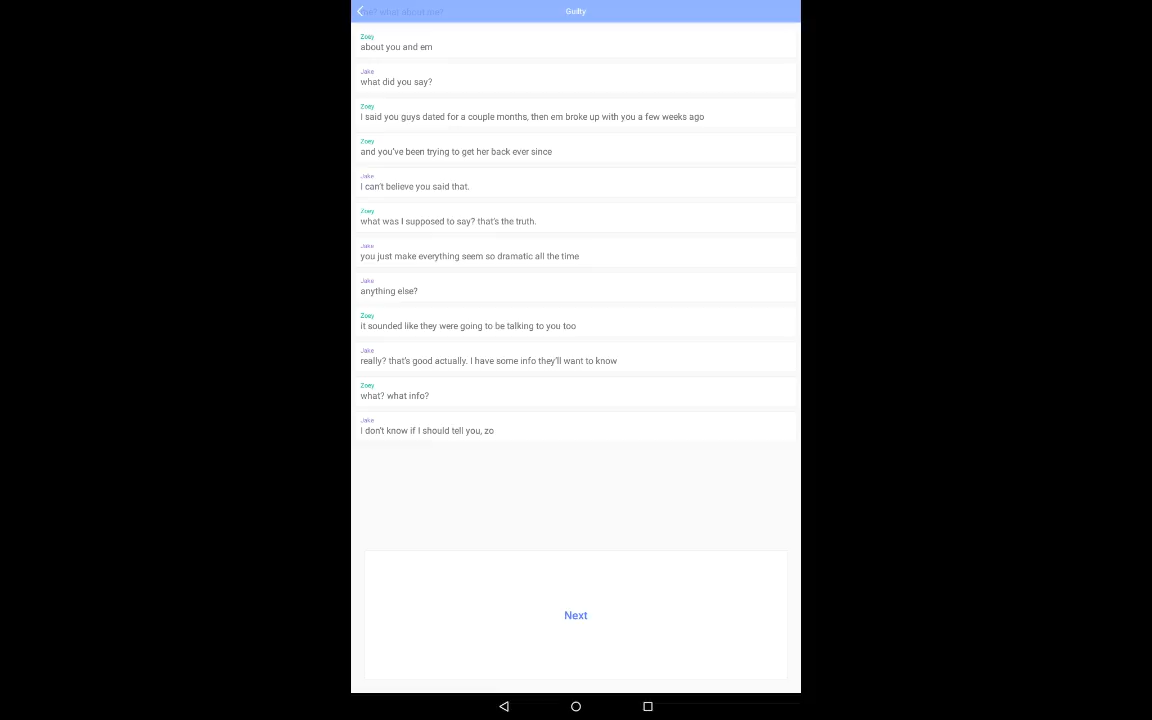 me? what about me?
Guilty
Zoey
about you and em
Jake
what did you say?
Zoey
I said you guys dated for a couple months, then em broke up with you a few weeks ago
Zoey
and you've been trying to get her back ever since
Jake
I can't believe you said that.
Zoey
what was I supposed to say? that's the truth.
Jake
you just make everything seem so dramatic all the time
Jake
anything else?
Zoey
it sounded like they were going to be talking to you too
Jake
really? that's good actually. I have some info they'll want to know
Zoey
what? what info?
Jake
I don't know if I should tell you, zo
Next